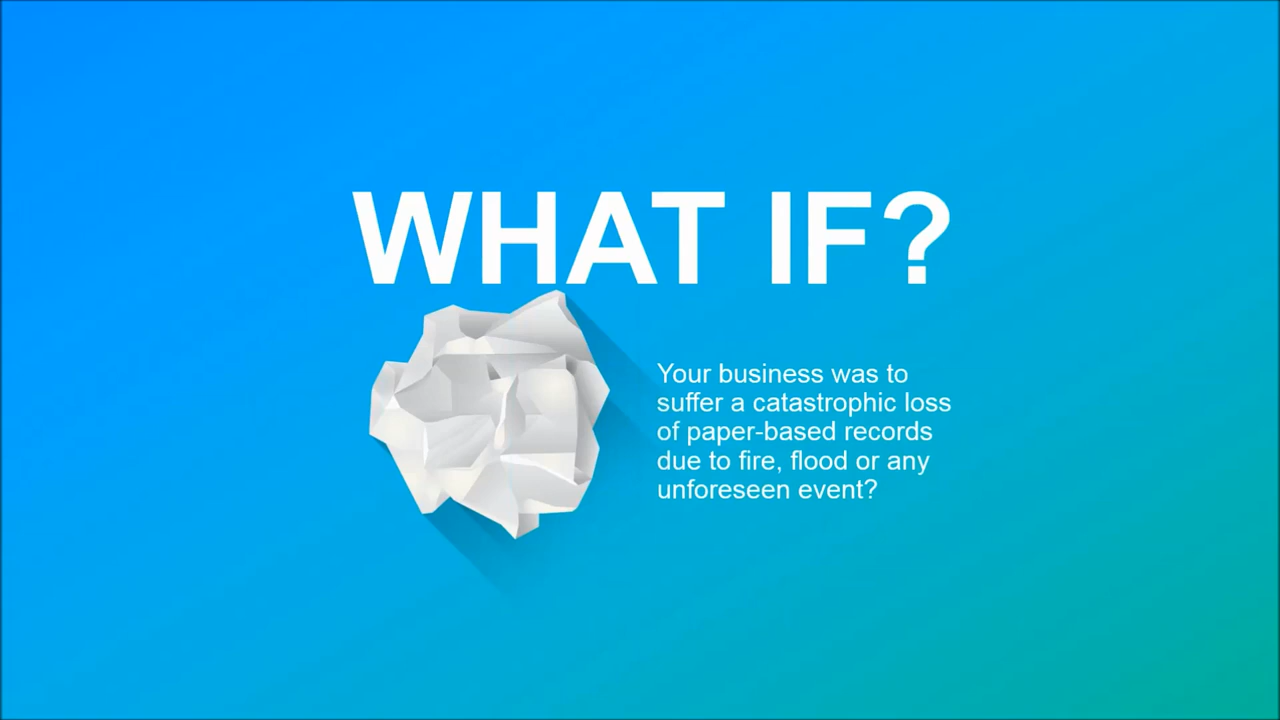 WHAT IF?
Your business was to
suffer a catastrophic loss
of paper-based records
due to fire, flood or any
unforeseen event?